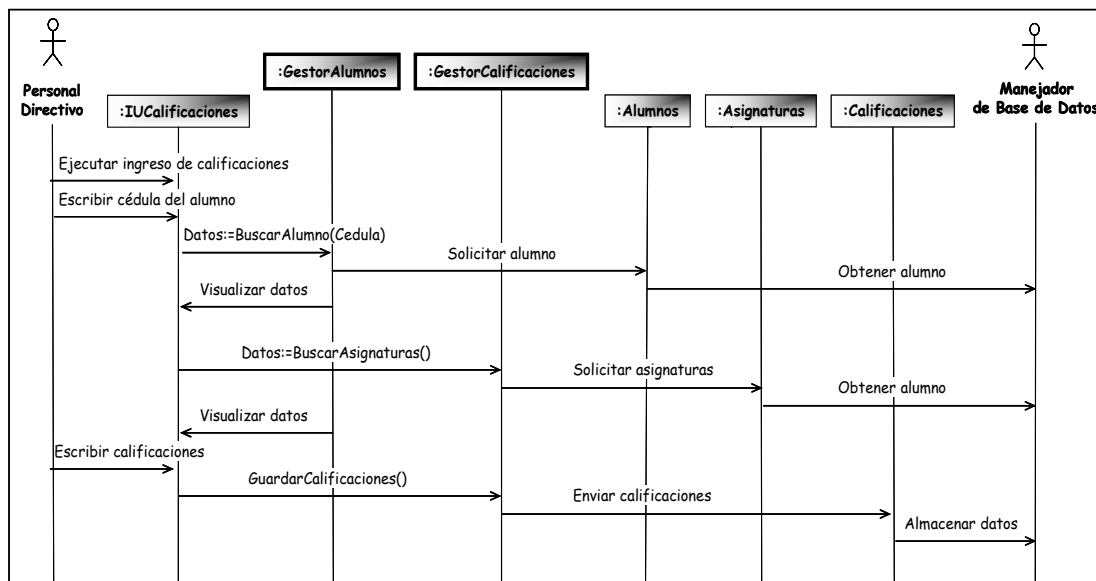 Personal
Directivo
:IUCalificaciones
:GestorAlumnos
:GestorCalificaciones
:Alumnos
:Asignaturas
:Calificaciones
Manejador
de Base de Datos
Ejecutar ingreso de calificaciones
Escribir cédula del alumno
Datos:=BuscarAlumno(Cedula)
Solicitar alumno
Obtener alumno
Visualizar datos
Datos:=BuscarAsignaturas()
Solicitar asignaturas
Obtener alumno
Visualizar datos
Escribir calificaciones
GuardarCalificaciones()
Enviar calificaciones
Almacenar datos